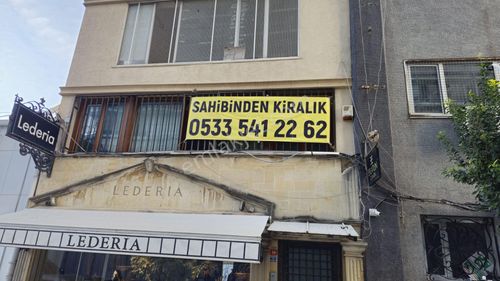 SAHİBİNDEN KİRALIK
0533 541 22 62
Lederia
LEDERIA
LEDERIA